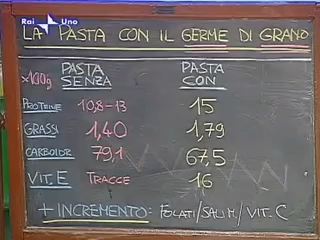 Rai Uno
LA PASTA CON IL GERME DI GRANO
x100g PASTA SENZA PASTA CON
PROTEINE 10,8-13 15
GRASSI 1,40 1,79
CARBOIDR. 79,1 67,5
VIT. E TRACCE 16
+ INCREMENTO: FOLATI/SALI M./VIT. C